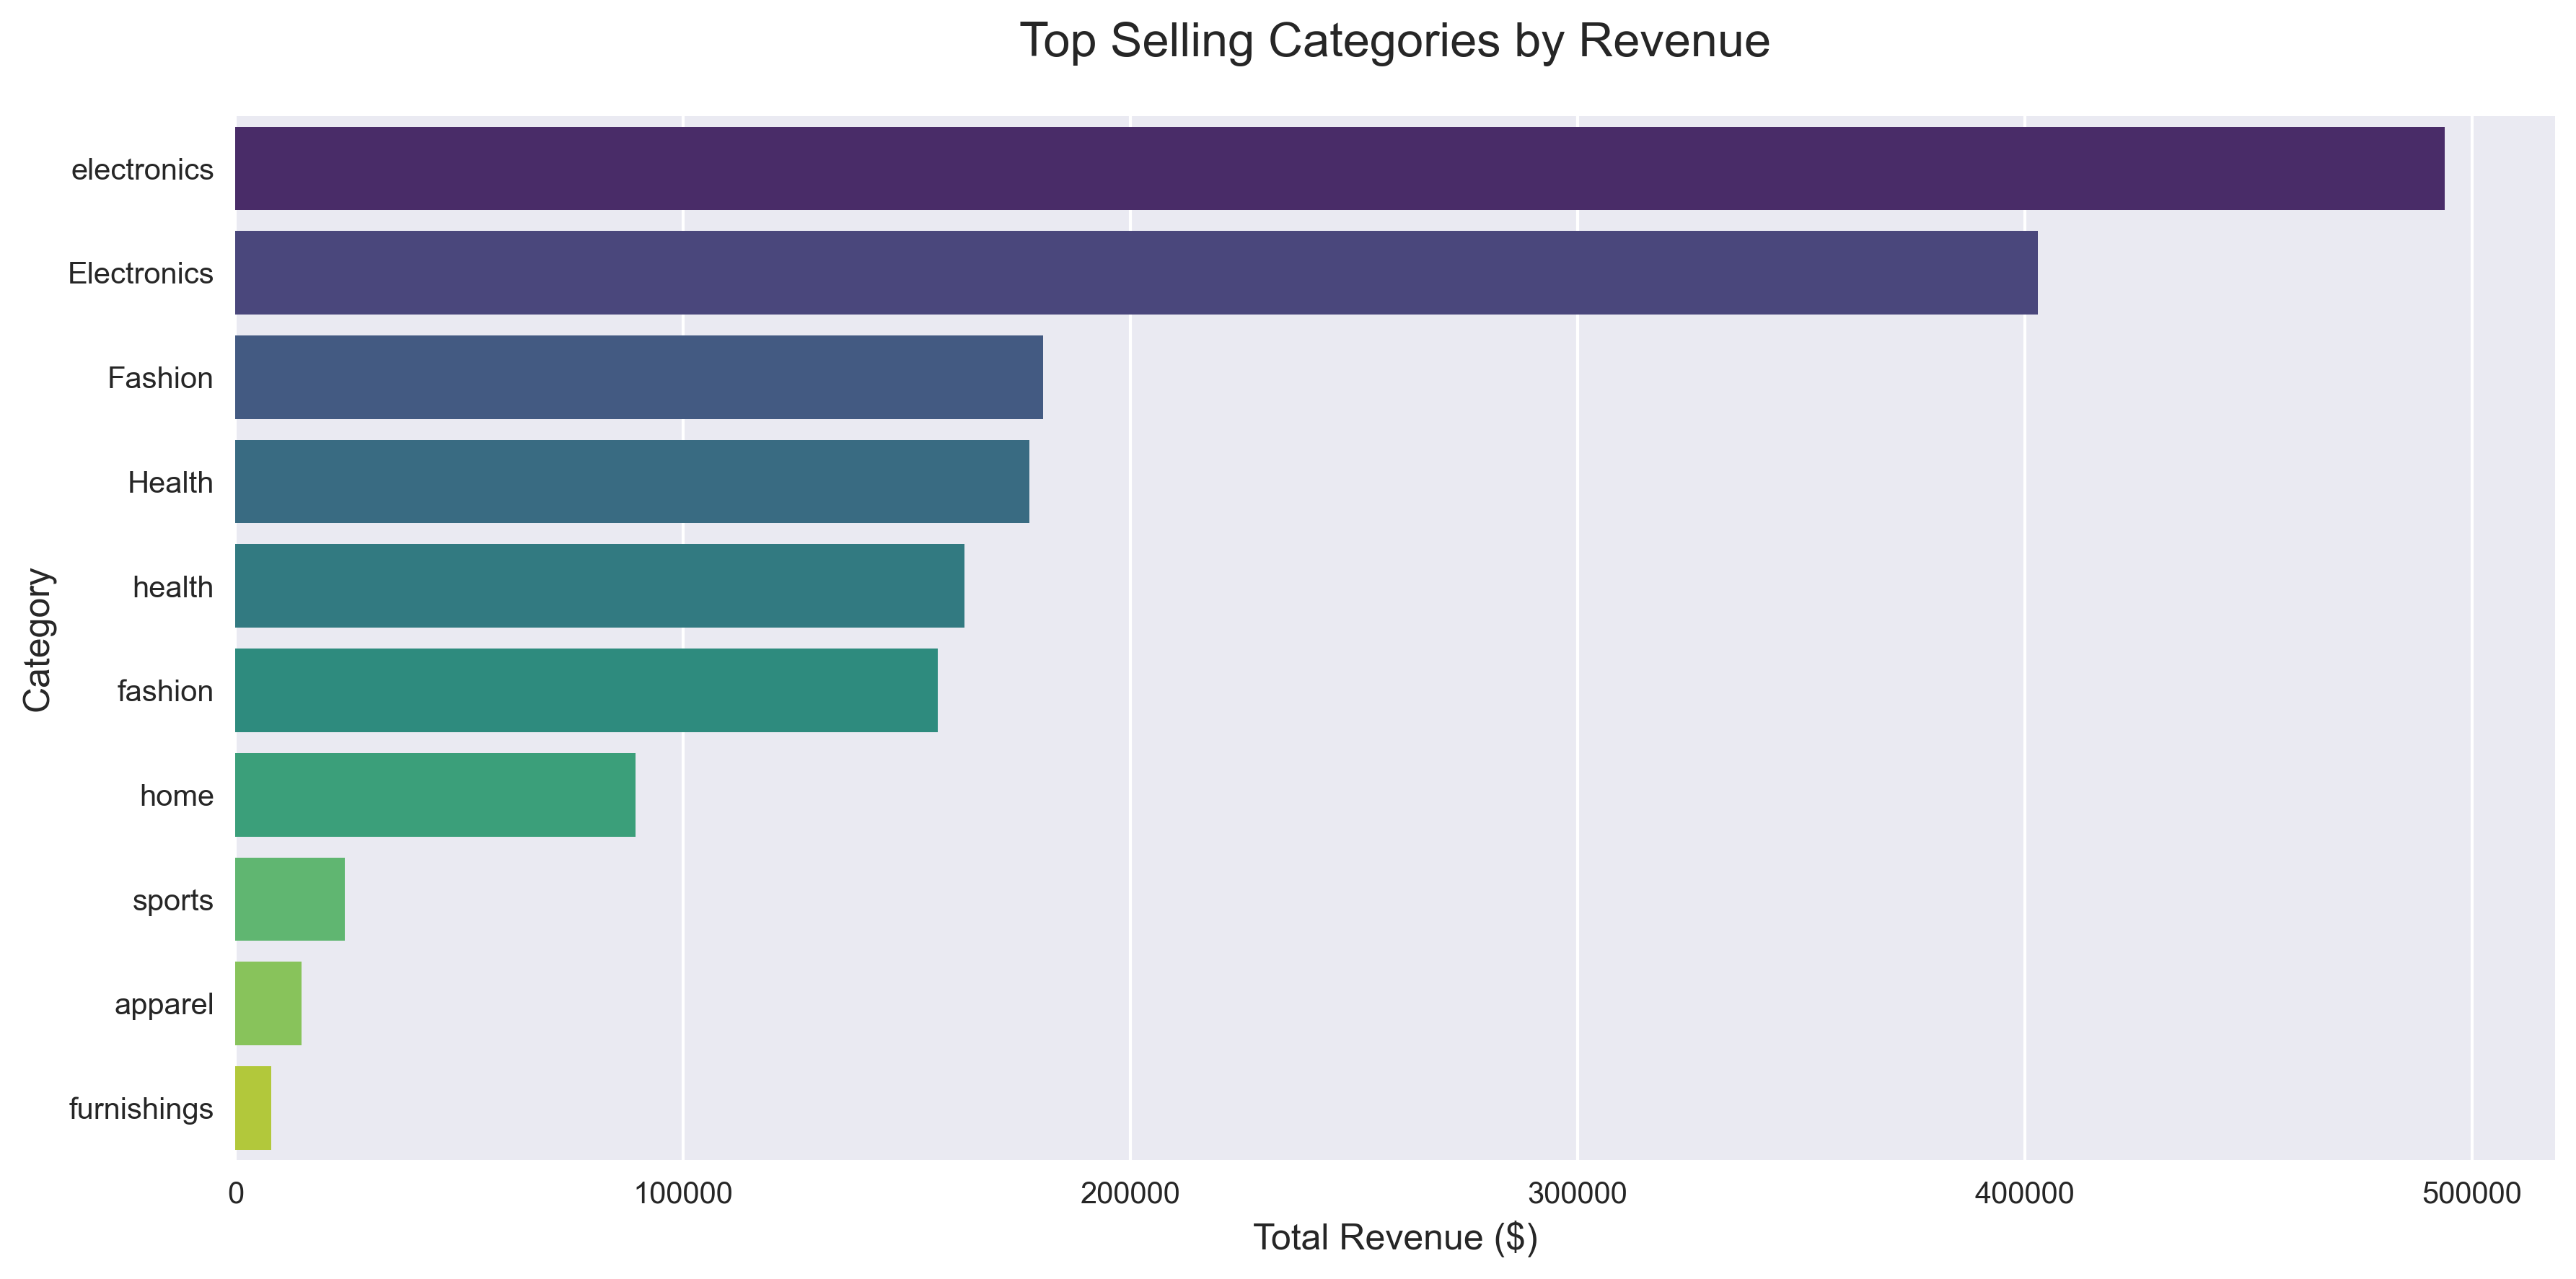 Top Selling Categories by Revenue
electronics
Electronics
Fashion
Health
health
fashion
home
sports
apparel
furnishings
Category
0 100000 200000 300000 400000 500000
Total Revenue ($)